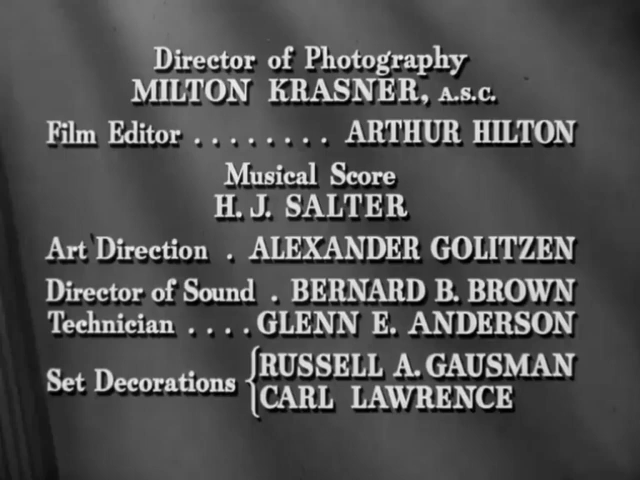 Director of Photography
MILTON KRASNER, A.S.C.
Film Editor ........ ARTHUR HILTON
Musical Score
H. J. SALTER
Art Direction . ALEXANDER GOLITZEN
Director of Sound . BERNARD B. BROWN
Technician .... GLENN E. ANDERSON
Set Decorations { RUSSELL A. GAUSMAN
CARL LAWRENCE